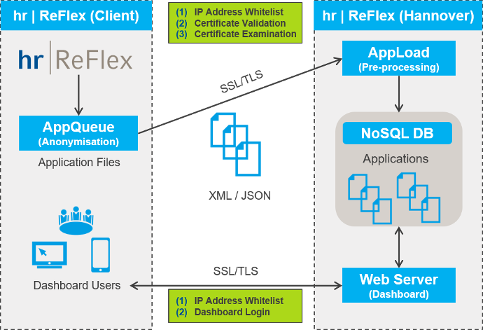 hr | ReFlex (Client)
(1) IP Address Whitelist
(2) Certificate Validation
(3) Certificate Examination
hr | ReFlex (Hannover)
hr|ReFlex
AppLoad
(Pre-processing)
SSL/TLS
AppQueue
(Anonymisation)
Application Files
NoSQL DB
Applications
XML / JSON
Dashboard Users
SSL/TLS
Web Server
(Dashboard)
(1) IP Address Whitelist
(2) Dashboard Login